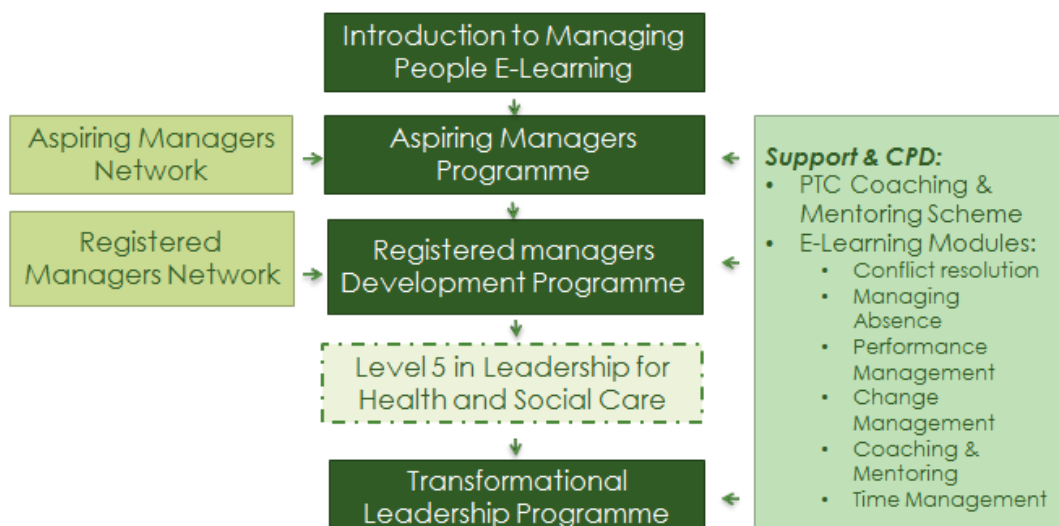 Introduction to Managing
People E-Learning
Aspiring Managers
Network
Aspiring Managers
Programme
Registered
Managers Network
Registered managers
Development Programme
Level 5 in Leadership for
Health and Social Care
Transformational
Leadership Programme
Support & CPD:
• PTC Coaching &
Mentoring Scheme
• E-Learning Modules:
• Conflict resolution
• Managing
Absence
• Performance
Management
• Change
Management
• Coaching &
Mentoring
• Time Management